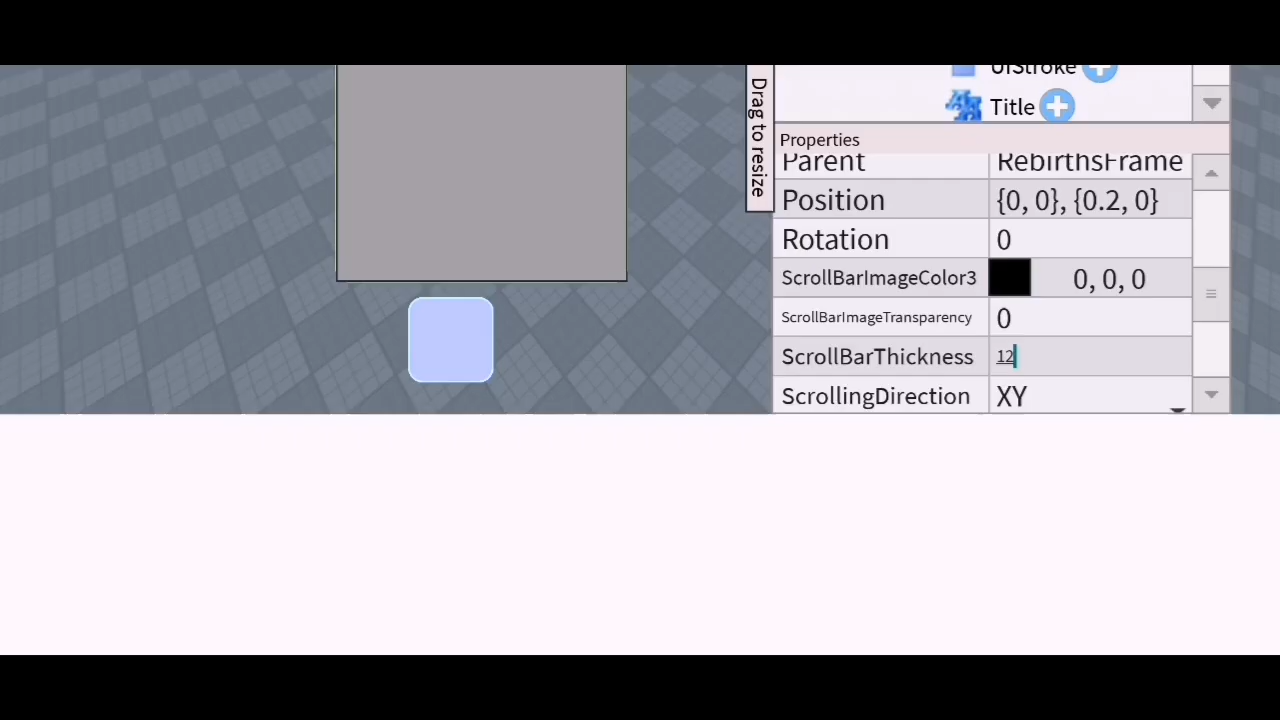 UIStroke
Title
Drag to resize
Properties
Parent RebirthsFrame
Position {0, 0}, {0.2, 0}
Rotation 0
ScrollBarImageColor3 0, 0, 0
ScrollBarImageTransparency 0
ScrollBarThickness 12
ScrollingDirection XY